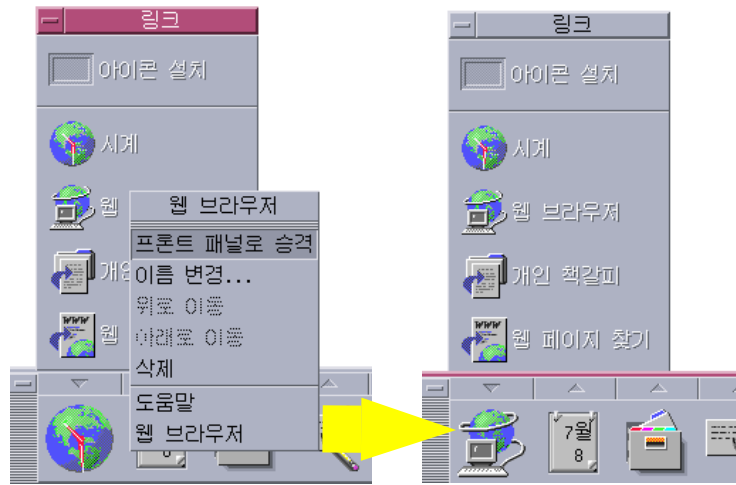 링크
아이콘 설치
시계
웹
웹 브라우저
프론트 패널로 승격
개인
이름 변경...
위로 이동
웹
아래로 이동
삭제
도움말
웹 브라우저
링크
아이콘 설치
시계
웹 브라우저
개인 책갈피
WWW
웹 페이지 찾기
7월
8